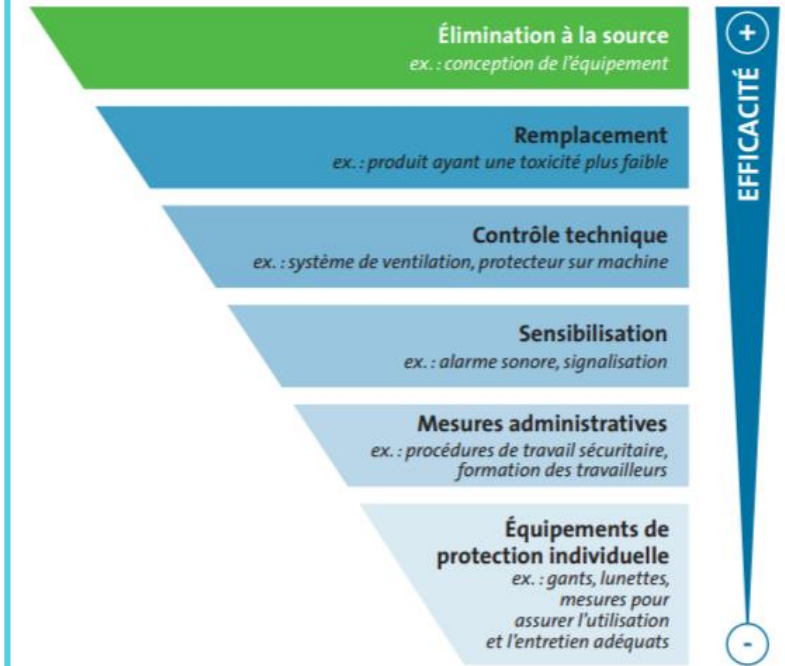 Élimination à la source
ex. : conception de l'équipement
Remplacement
ex. : produit ayant une toxicité plus faible
Contrôle technique
ex. : système de ventilation, protecteur sur machine
Sensibilisation
ex. : alarme sonore, signalisation
Mesures administratives
ex. : procédures de travail sécuritaire,
formation des travailleurs
Équipements de
protection individuelle
ex. : gants, lunettes,
mesures pour
assurer l'utilisation
et l'entretien adéquats
+
EFFICACITÉ
-